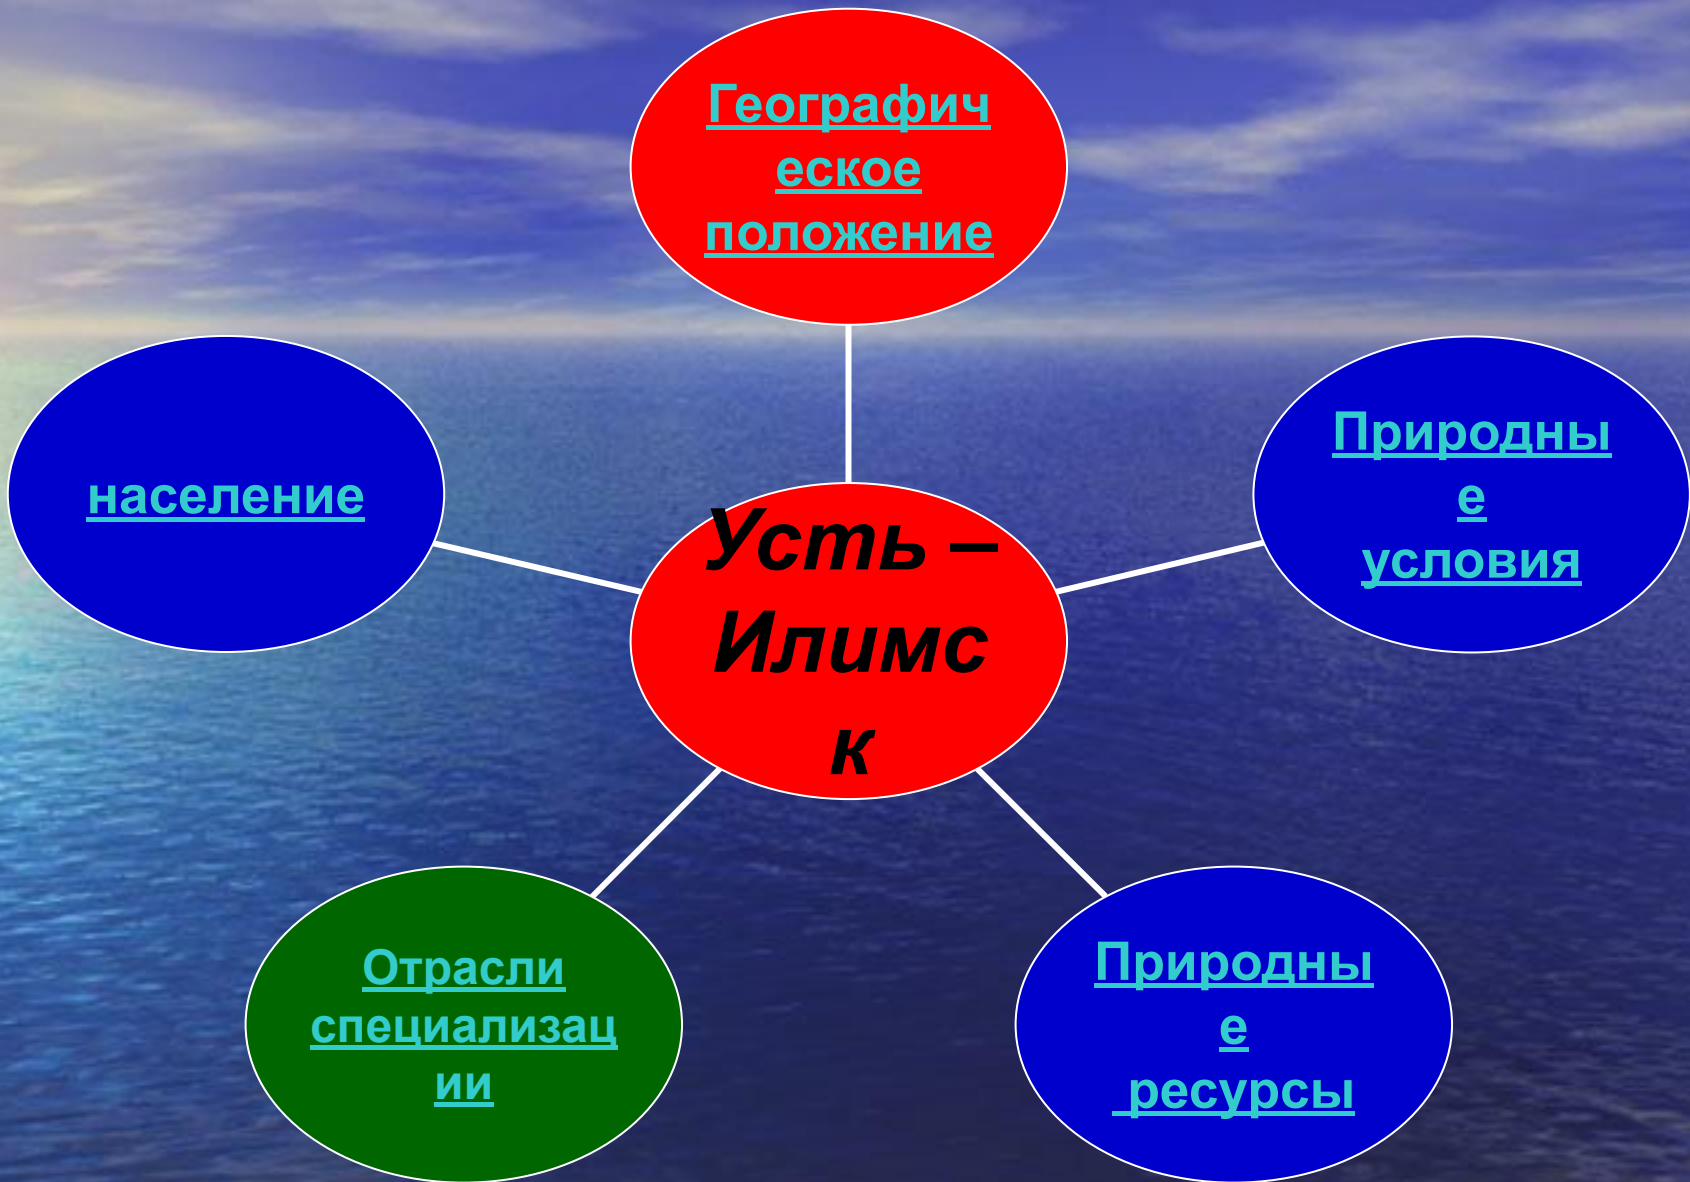 Географич
еское
положение
население
Природны
е
условия
Усть –
Илимс
к
Отрасли
специализац
ии
Природны
е
ресурсы